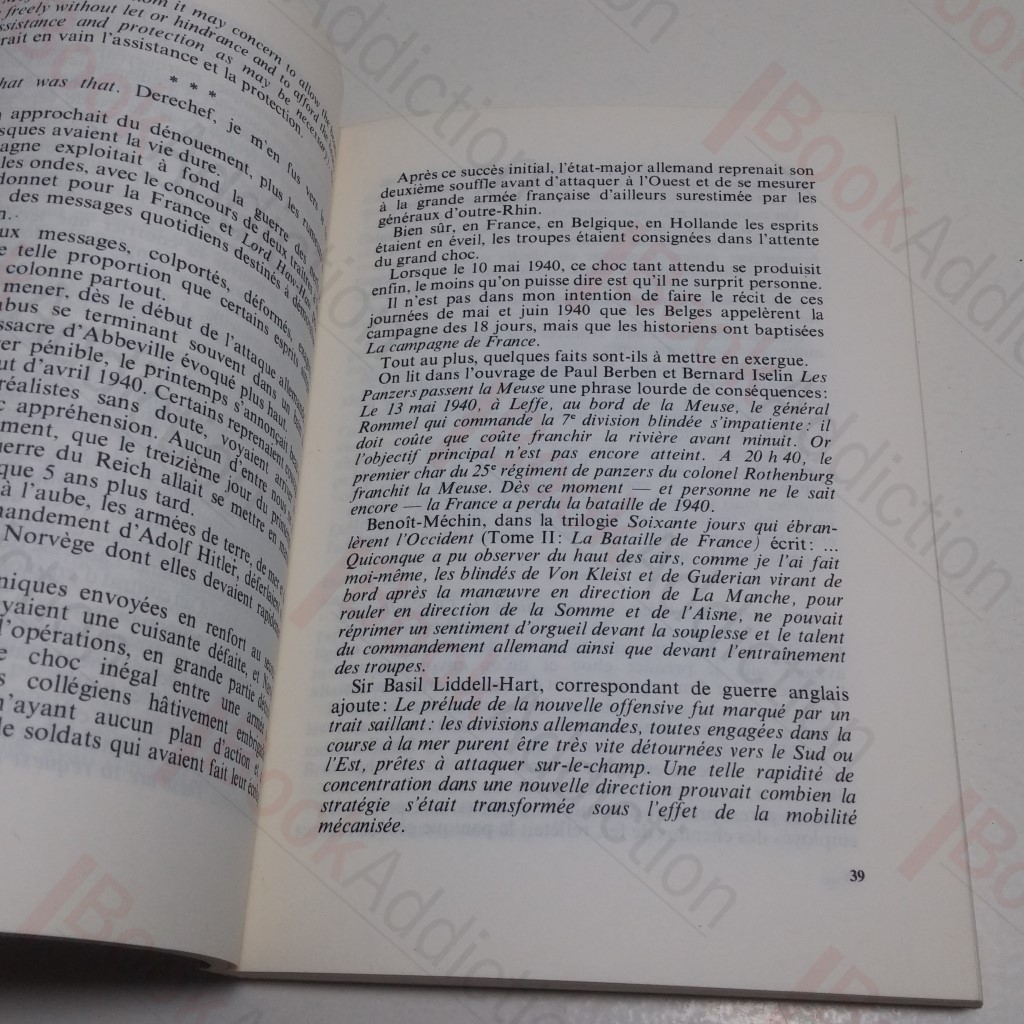 om it may concern to allow the
freely without let or hindrance and to afford
ssistance and protection as may be necessary
rait en vain l'assistance et la protection.
* * *
hat was that. Derechef, je m'en fus vers
approchait du dénouement, plus les
sques avaient la vie dure.
agne exploitait à fond la guerre des
les ondes, avec le concours de deux
donnet pour la France et Lord Haw-Haw
des messages quotidiens destinés à
n.
ux messages, colportés, déformés,
e telle proportion que certains esprits
colonne partout.
mener, dès le début de l'attaque
abus se terminant souvent dans un
ssacre d'Abbeville évoqué plus haut.
er pénible, le printemps s'annonçait
ut d'avril 1940. Certains reprenaient
réalistes sans doute, voyaient
c appréhension. Aucun d'entre nous
ment, que le treizième jour du
uerre du Reich allait se mettre en
que 5 ans plus tard.
à l'aube, les armées de terre, de mer
mandement d'Adolf Hitler, déferlaient
Norvège dont elles devaient
niques envoyées en renfort au
yaient une cuisante défaite, et
l'opérations, en grande partie
e choc inégal entre une armée
s collégiens hâtivement
n'ayant aucun plan d'action et
le soldats qui avaient fait leur
Après ce succès initial, l'état-major allemand reprenait son
deuxième souffle avant d'attaquer à l'Ouest et de se mesurer
à la grande armée française d'ailleurs surestimée par les
généraux d'outre-Rhin.
Bien sûr, en France, en Belgique, en Hollande les esprits
étaient en éveil, les troupes étaient consignées dans l'attente
du grand choc.
Lorsque le 10 mai 1940, ce choc tant attendu se produisit
enfin, le moins qu'on puisse dire est qu'il ne surprit personne.
Il n'est pas dans mon intention de faire le récit de ces
journées de mai et juin 1940 que les Belges appelèrent la
campagne des 18 jours, mais que les historiens ont baptisées
La campagne de France.
Tout au plus, quelques faits sont-ils à mettre en exergue.
On lit dans l'ouvrage de Paul Berben et Bernard Iselin Les
Panzers passent la Meuse une phrase lourde de conséquences:
Le 13 mai 1940, à Leffe, au bord de la Meuse, le général
Rommel qui commande la 7e division blindée s'impatiente: il
doit coûte que coûte franchir la rivière avant minuit. Or
l'objectif principal n'est pas encore atteint. A 20 h 40, le
premier char du 25e régiment de panzers du colonel Rothenburg
franchit la Meuse. Dès ce moment — et personne ne le sait
encore — la France a perdu la bataille de 1940.
Benoît-Méchin, dans la trilogie Soixante jours qui ébran-
lèrent l'Occident (Tome II: La Bataille de France) écrit: ...
Quiconque a pu observer du haut des airs, comme je l'ai fait
moi-même, les blindés de Von Kleist et de Guderian virant de
bord après la manœuvre en direction de La Manche, pour
rouler en direction de la Somme et de l'Aisne, ne pouvait
réprimer un sentiment d'orgueil devant la souplesse et le talent
du commandement allemand ainsi que devant l'entraînement
des troupes.
Sir Basil Liddell-Hart, correspondant de guerre anglais
ajoute: Le prélude de la nouvelle offensive fut marqué par un
trait saillant: les divisions allemandes, toutes engagées dans la
course à la mer purent être très vite détournées vers le Sud ou
l'Est, prêtes à attaquer sur-le-champ. Une telle rapidité de
concentration dans une nouvelle direction prouvait combien la
stratégie s'était transformée sous l'effet de la mobilité
mécanisée.
39
BookAddiction